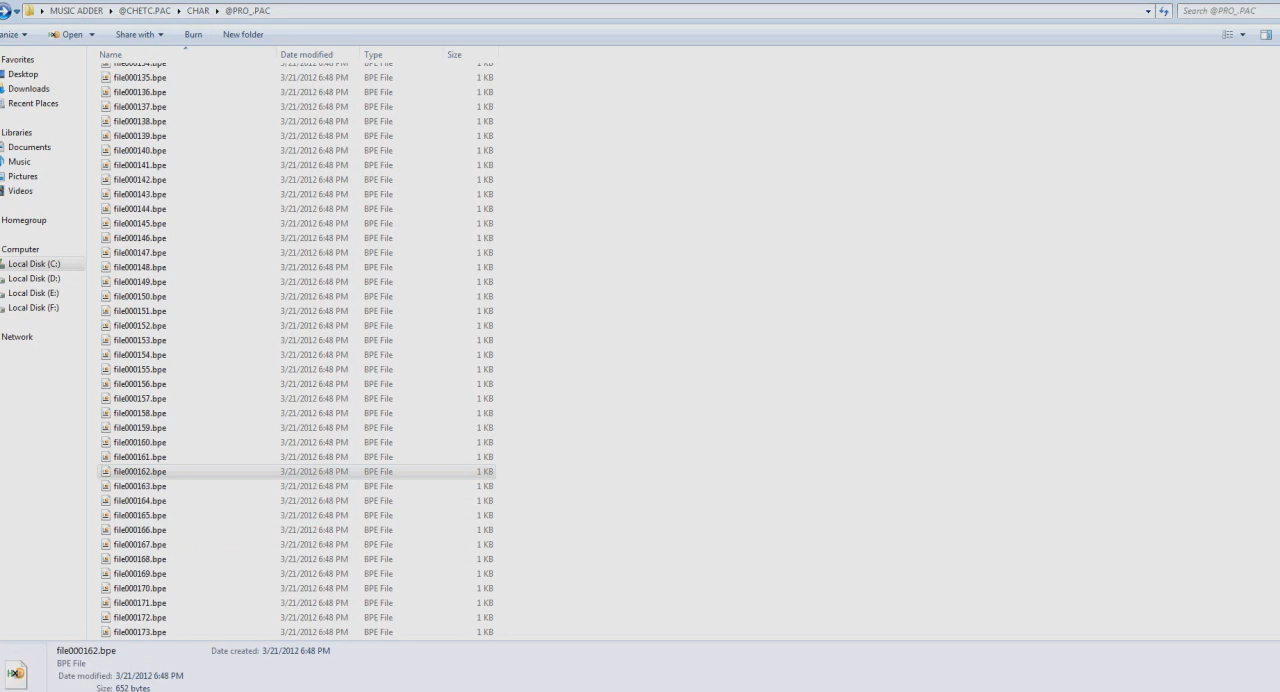 MUSIC ADDER ▸ @CHETC.PAC ▸ CHAR ▸ @PRO_.PAC Search @PRO_.PAC
anize Open Share with Burn New folder
Name Date modified Type Size
Favorites
Desktop
Downloads
Recent Places
Libraries
Documents
Music
Pictures
Videos
Homegroup
Computer
Local Disk (C:)
Local Disk (D:)
Local Disk (E:)
Local Disk (F:)
Network
file000134.bpe 3/21/2012 6:48 PM BPE File 1 KB
file000135.bpe 3/21/2012 6:48 PM BPE File 1 KB
file000136.bpe 3/21/2012 6:48 PM BPE File 1 KB
file000137.bpe 3/21/2012 6:48 PM BPE File 1 KB
file000138.bpe 3/21/2012 6:48 PM BPE File 1 KB
file000139.bpe 3/21/2012 6:48 PM BPE File 1 KB
file000140.bpe 3/21/2012 6:48 PM BPE File 1 KB
file000141.bpe 3/21/2012 6:48 PM BPE File 1 KB
file000142.bpe 3/21/2012 6:48 PM BPE File 1 KB
file000143.bpe 3/21/2012 6:48 PM BPE File 1 KB
file000144.bpe 3/21/2012 6:48 PM BPE File 1 KB
file000145.bpe 3/21/2012 6:48 PM BPE File 1 KB
file000146.bpe 3/21/2012 6:48 PM BPE File 1 KB
file000147.bpe 3/21/2012 6:48 PM BPE File 1 KB
file000148.bpe 3/21/2012 6:48 PM BPE File 1 KB
file000149.bpe 3/21/2012 6:48 PM BPE File 1 KB
file000150.bpe 3/21/2012 6:48 PM BPE File 1 KB
file000151.bpe 3/21/2012 6:48 PM BPE File 1 KB
file000152.bpe 3/21/2012 6:48 PM BPE File 1 KB
file000153.bpe 3/21/2012 6:48 PM BPE File 1 KB
file000154.bpe 3/21/2012 6:48 PM BPE File 1 KB
file000155.bpe 3/21/2012 6:48 PM BPE File 1 KB
file000156.bpe 3/21/2012 6:48 PM BPE File 1 KB
file000157.bpe 3/21/2012 6:48 PM BPE File 1 KB
file000158.bpe 3/21/2012 6:48 PM BPE File 1 KB
file000159.bpe 3/21/2012 6:48 PM BPE File 1 KB
file000160.bpe 3/21/2012 6:48 PM BPE File 1 KB
file000161.bpe 3/21/2012 6:48 PM BPE File 1 KB
file000162.bpe 3/21/2012 6:48 PM BPE File 1 KB
file000163.bpe 3/21/2012 6:48 PM BPE File 1 KB
file000164.bpe 3/21/2012 6:48 PM BPE File 1 KB
file000165.bpe 3/21/2012 6:48 PM BPE File 1 KB
file000166.bpe 3/21/2012 6:48 PM BPE File 1 KB
file000167.bpe 3/21/2012 6:48 PM BPE File 1 KB
file000168.bpe 3/21/2012 6:48 PM BPE File 1 KB
file000169.bpe 3/21/2012 6:48 PM BPE File 1 KB
file000170.bpe 3/21/2012 6:48 PM BPE File 1 KB
file000171.bpe 3/21/2012 6:48 PM BPE File 1 KB
file000172.bpe 3/21/2012 6:48 PM BPE File 1 KB
file000173.bpe 3/21/2012 6:48 PM BPE File 1 KB
file000162.bpe Date created: 3/21/2012 6:48 PM
BPE File
Date modified: 3/21/2012 6:48 PM
Size: 652 bytes